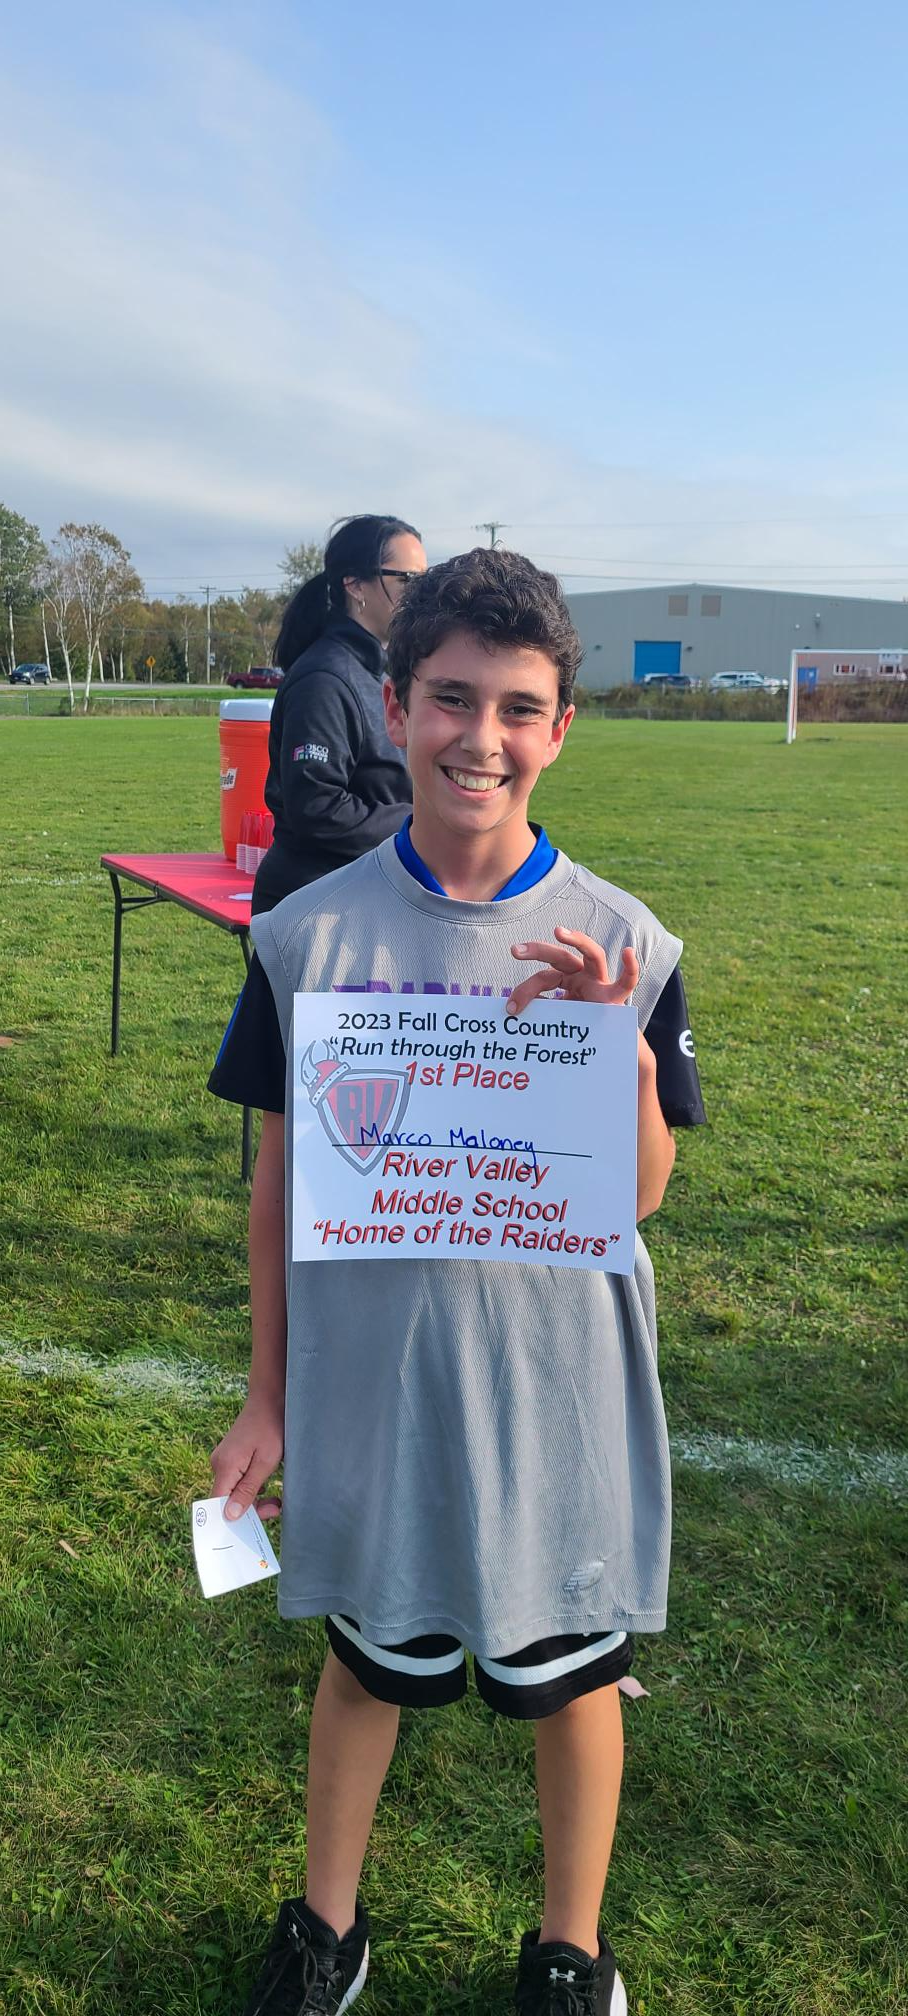 OSCO
2023 Fall Cross Country
“Run through the Forest”
1st Place
RV
Marco Maloney
River Valley
Middle School
“Home of the Raiders”